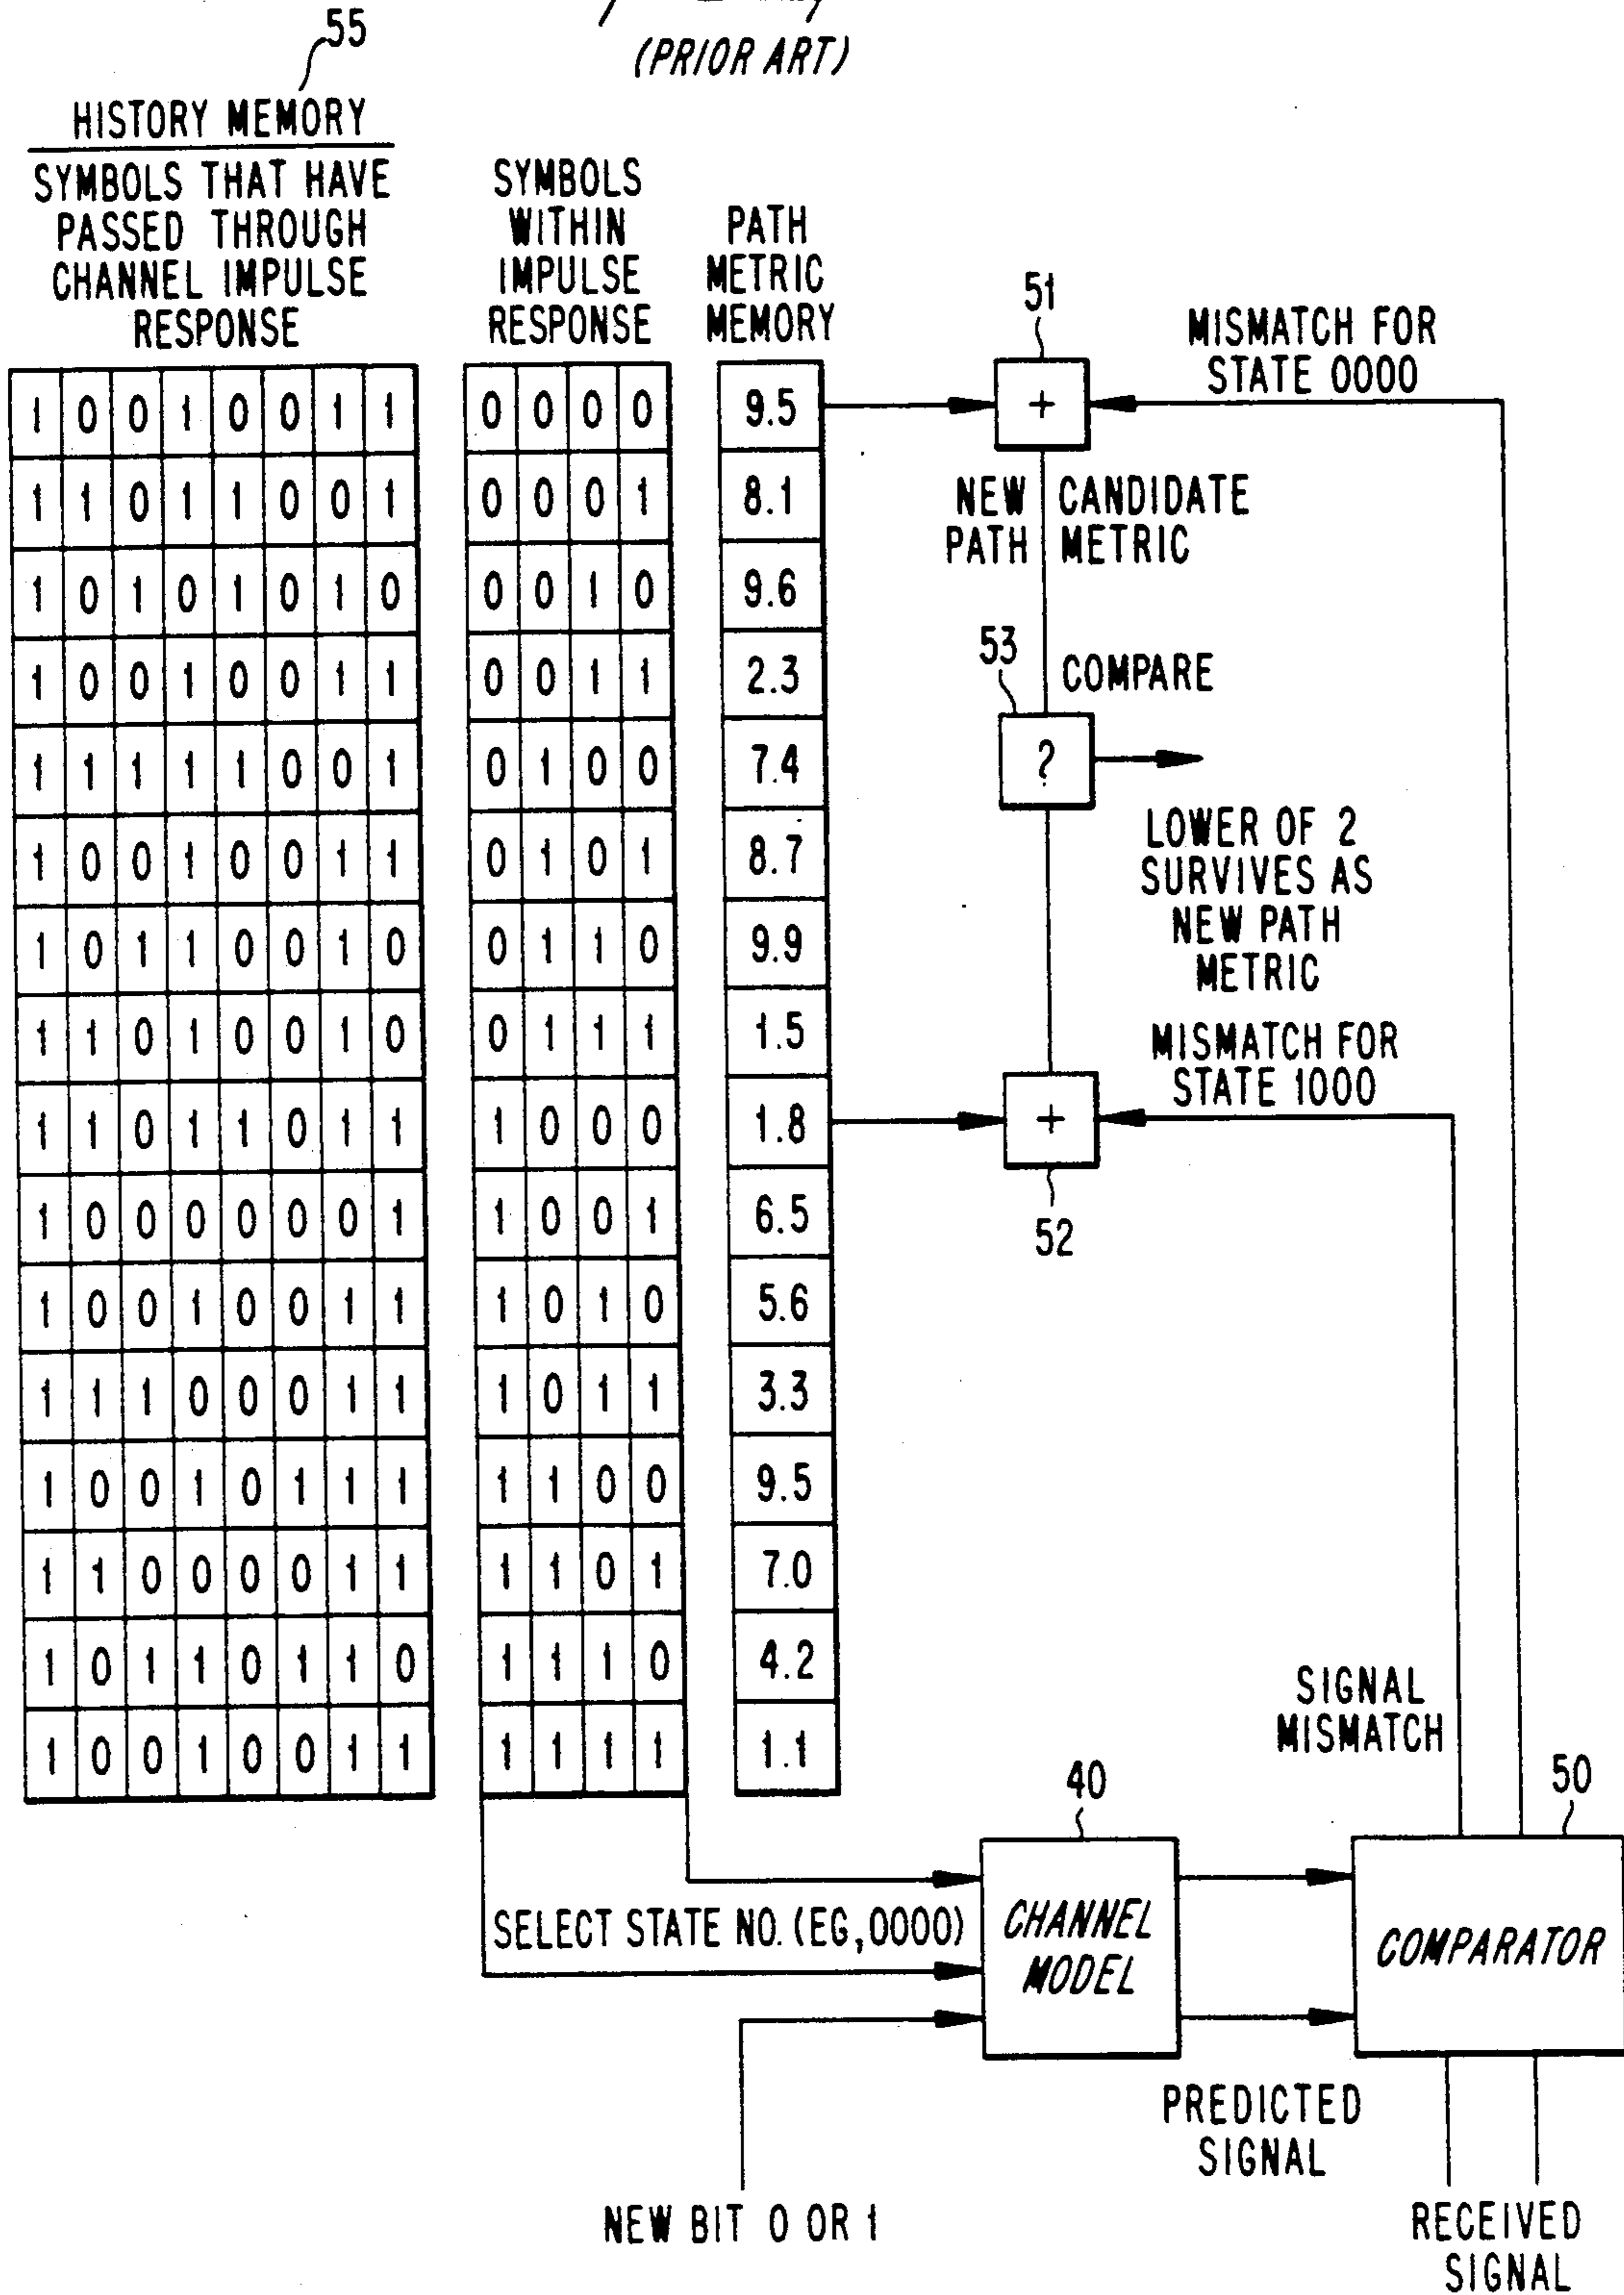 (PRIOR ART)
55
HISTORY MEMORY
SYMBOLS THAT HAVE
PASSED THROUGH
CHANNEL IMPULSE
RESPONSE
SYMBOLS
WITHIN
IMPULSE
RESPONSE
PATH
METRIC
MEMORY
1 0 0 1 0 0 1 1 0 0 0 0 9.5
1 1 0 1 1 0 0 1 0 0 0 1 8.1
1 0 1 0 1 0 1 0 0 0 1 0 9.6
1 0 0 1 0 0 1 1 0 0 1 1 2.3
1 1 1 1 1 0 0 1 0 1 0 0 7.4
1 0 0 1 0 0 1 1 0 1 0 1 8.7
1 0 1 1 0 0 1 0 0 1 1 0 9.9
1 1 0 1 0 0 1 0 0 1 1 1 1.5
1 1 0 1 1 0 1 1 1 0 0 0 1.8
1 0 0 0 0 0 0 1 1 0 0 1 6.5
1 0 0 1 0 0 1 1 1 0 1 0 5.6
1 1 1 0 0 0 1 1 1 0 1 1 3.3
1 0 0 1 0 1 1 1 1 1 0 0 9.5
1 1 0 0 0 0 1 1 1 1 0 1 7.0
1 0 1 1 0 1 1 0 1 1 1 0 4.2
1 0 0 1 0 0 1 1 1 1 1 1 1.1
51
+
MISMATCH FOR
STATE 0000
NEW CANDIDATE
PATH METRIC
53
COMPARE
?
LOWER OF 2
SURVIVES AS
NEW PATH
METRIC
MISMATCH FOR
STATE 1000
+
52
SIGNAL
MISMATCH
40
50
SELECT STATE NO. (EG,0000)
CHANNEL
MODEL
COMPARATOR
PREDICTED
SIGNAL
NEW BIT 0 OR 1
RECEIVED
SIGNAL